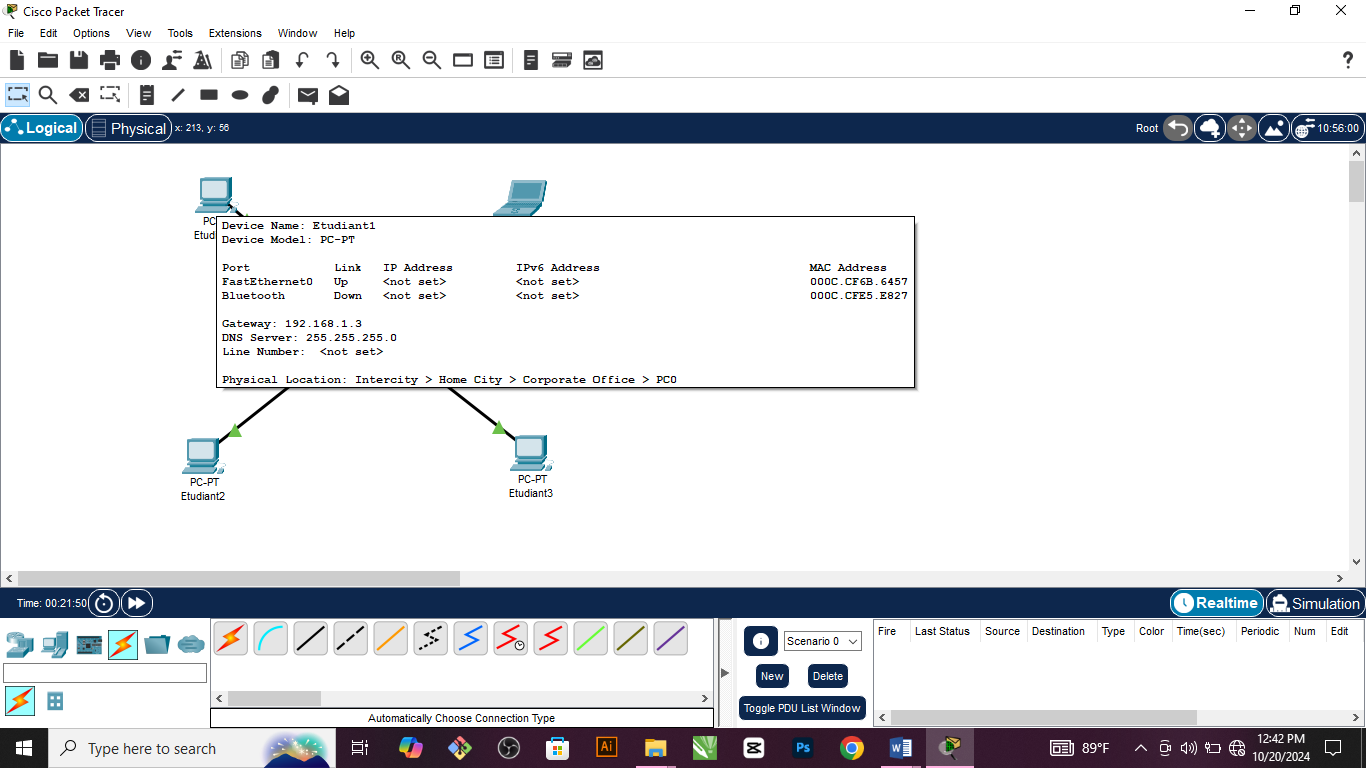 Cisco Packet Tracer
File Edit Options View Tools Extensions Window Help
Logical Physical x: 213, y: 56 Root 10:56:00
Device Name: Etudiant1
Device Model: PC-PT
Port Link IP Address IPv6 Address MAC Address
FastEthernet0 Up <not set> <not set> 000C.CF6B.6457
Bluetooth Down <not set> <not set> 000C.CFE5.E827
Gateway: 192.168.1.3
DNS Server: 255.255.255.0
Line Number: <not set>
Physical Location: Intercity > Home City > Corporate Office > PC0
PC
Etud
PC-PT
Etudiant2
PC-PT
Etudiant3
Time: 00:21:50 Realtime Simulation
Scenario 0
New Delete
Toggle PDU List Window
Fire Last Status Source Destination Type Color Time(sec) Periodic Num Edit
Automatically Choose Connection Type
Type here to search
89°F
12:42 PM
10/20/2024